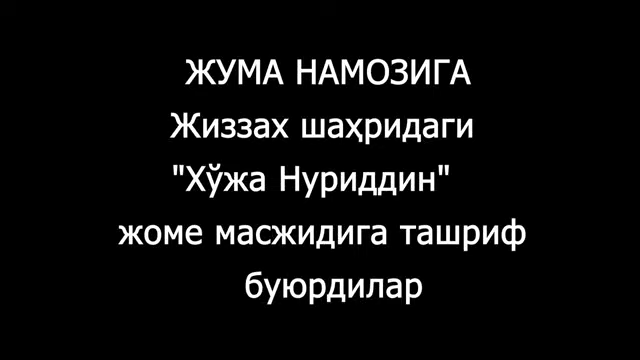 ЖУМА НАМОЗИГА
Жиззах шаҳридаги
"Хўжа Нуриддин"
жоме масжидига ташриф
буюрдилар